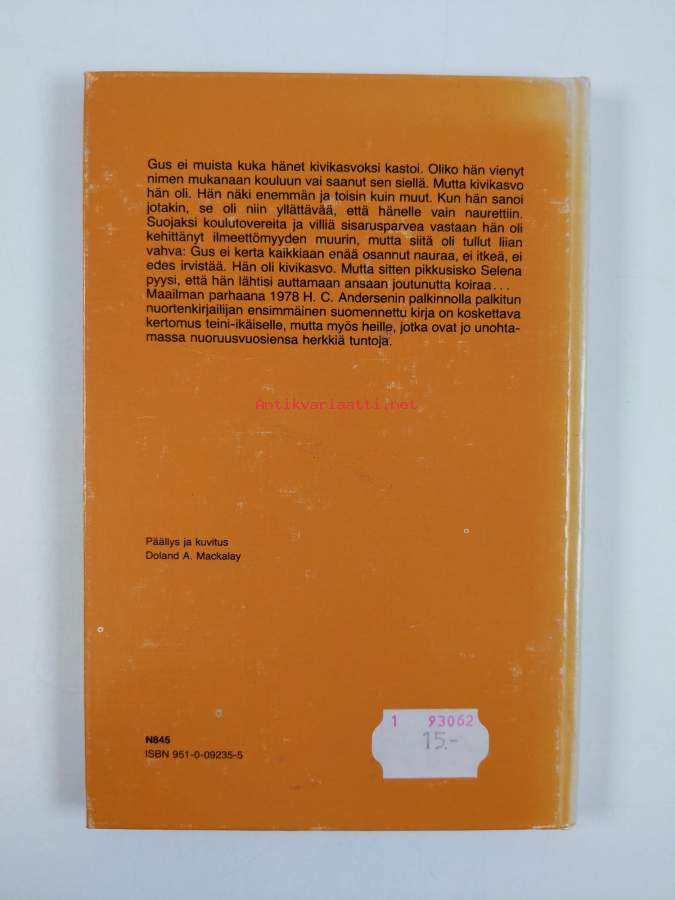 Gus ei muista kuka hänet kivikasvoksi kastoi. Oliko hän vienyt
nimen mukanaan kouluun vai saanut sen siellä. Mutta kivikasvo
hän oli. Hän näki enemmän ja toisin kuin muut. Kun hän sanoi
jotakin, se oli niin yllättävää, että hänelle vain naurettiin.
Suojaksi koulutovereita ja villiä sisarusparvea vastaan hän oli
kehittänyt ilmeettömyyden muurin, mutta siitä oli tullut liian
vahva: Gus ei kerta kaikkiaan enää osannut nauraa, ei itkeä, ei
edes irvistää. Hän oli kivikasvo. Mutta sitten pikkusisko Selena
pyysi, että hän lähtisi auttamaan ansaan joutunutta koiraa...
Maailman parhaana 1978 H. C. Andersenin palkinnolla palkitun
nuortenkirjailijan ensimmäinen suomennettu kirja on koskettava
kertomus teini-ikäiselle, mutta myös heille, jotka ovat jo unohta-
massa nuoruusvuosiensa herkkiä tuntoja.
Antikvariaatti.net
Päällys ja kuvitus
Doland A. Mackalay
N845
ISBN 951-0-09235-5
1 93062
15.-